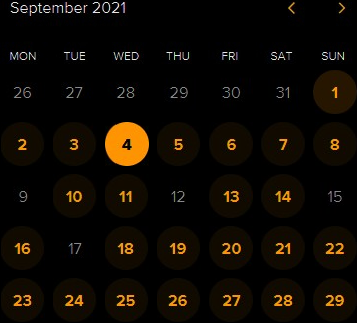 September 2021
MON TUE WED THU FRI SAT SUN
26 27 28 29 30 31 1
2 3 4 5 6 7 8
9 10 11 12 13 14 15
16 17 18 19 20 21 22
23 24 25 26 27 28 29